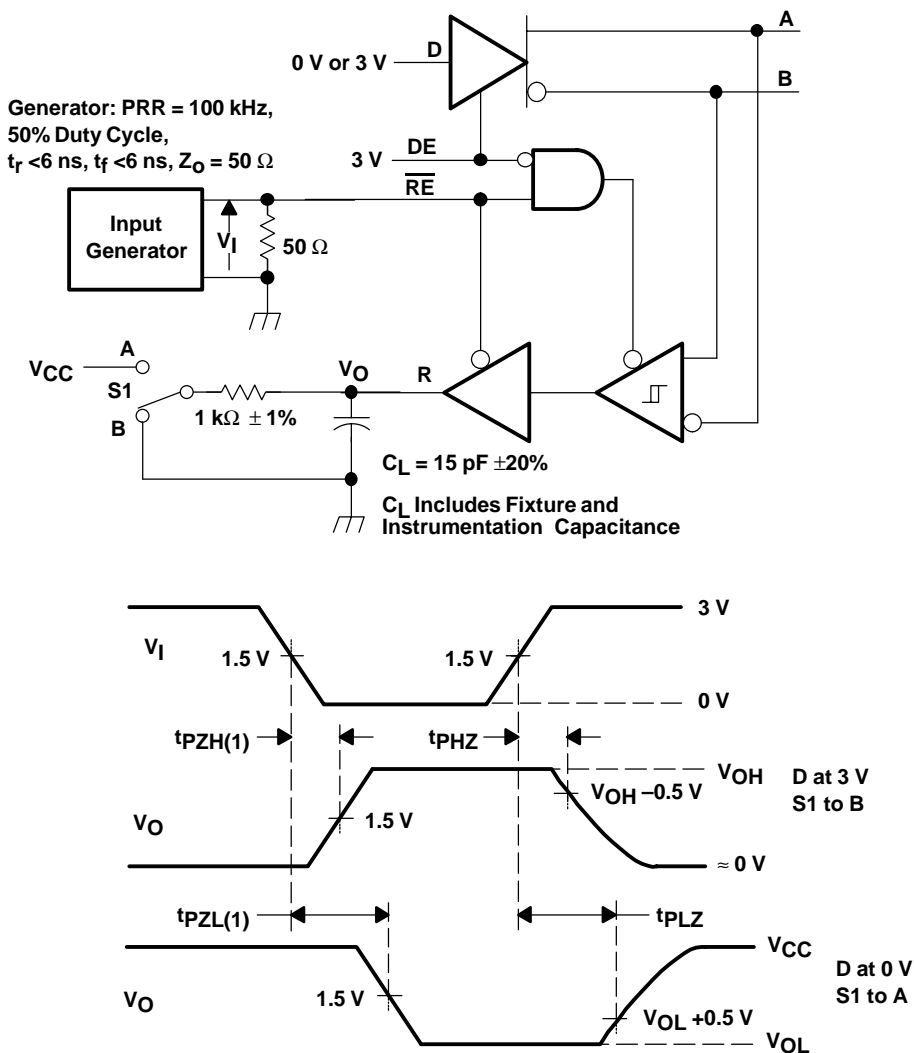 A
D
0 V or 3 V
B
Generator: PRR = 100 kHz,
50% Duty Cycle,
tr <6 ns, tf <6 ns, Zo = 50 Ω
DE
3 V
RE
Input
Generator
VI
50 Ω
A
VCC
S1
B
1 kΩ ± 1%
VO
R
CL = 15 pF ±20%
CL Includes Fixture and
Instrumentation Capacitance
3 V
VI
1.5 V
1.5 V
0 V
tPZH(1)
tPHZ
VOH
D at 3 V
S1 to B
VOH –0.5 V
VO
1.5 V
≈ 0 V
tPZL(1)
tPLZ
VCC
D at 0 V
S1 to A
VO
1.5 V
VOL +0.5 V
VOL